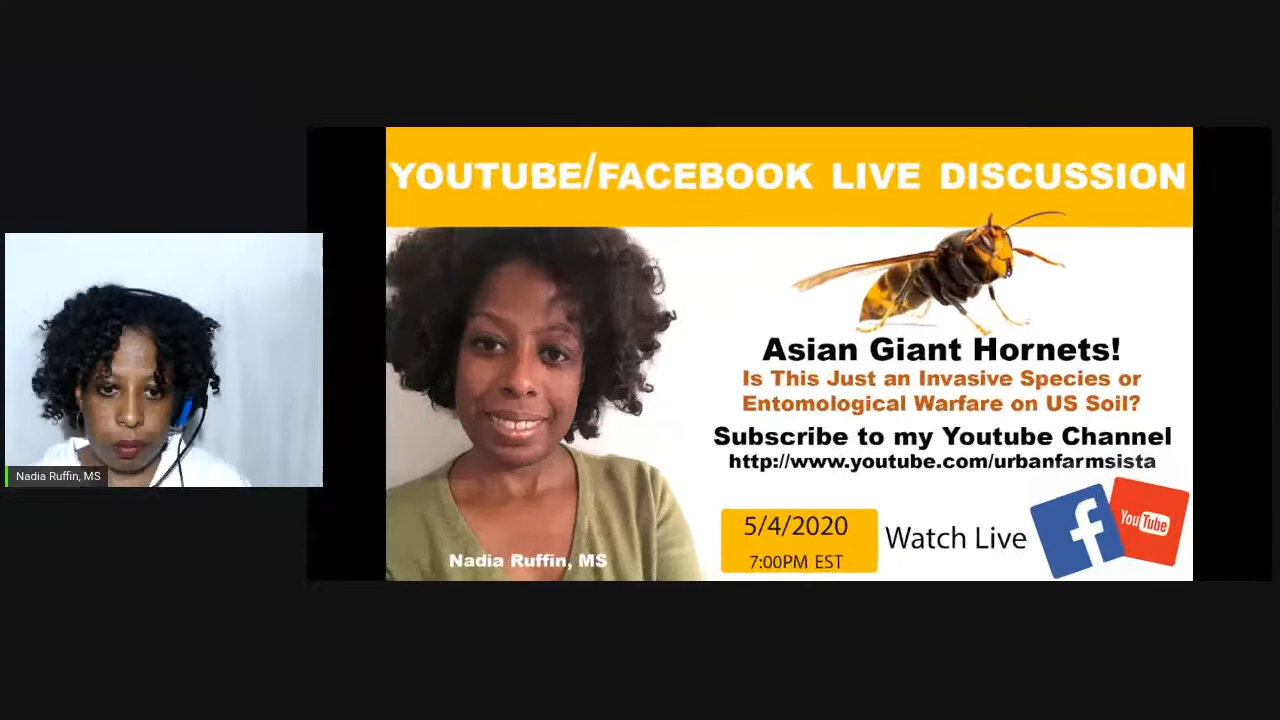 YOUTUBE/FACEBOOK LIVE DISCUSSION
Asian Giant Hornets!
Is This Just an Invasive Species or
Entomological Warfare on US Soil?
Subscribe to my Youtube Channel
http://www.youtube.com/urbanfarmsista
Nadia Ruffin, MS
5/4/2020
7:00PM EST
Watch Live
f
YouTube
Nadia Ruffin, MS